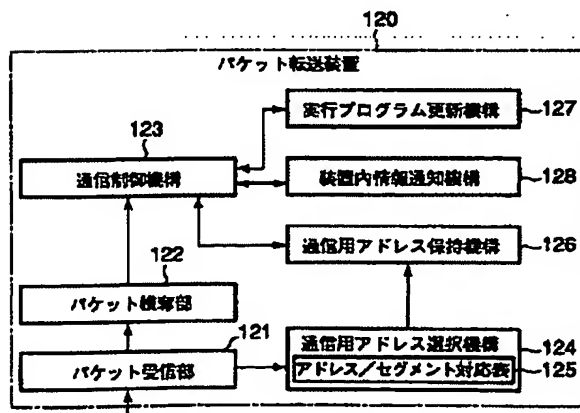 120
パケット転送装置
実行プログラム更新機構
127
123
通信制御機構
装置内情報通知機構
128
通信用アドレス保持機構
126
122
パケット検奪部
121
パケット受信部
通信用アドレス選択機構
124
アドレス/セグメント対応表
125